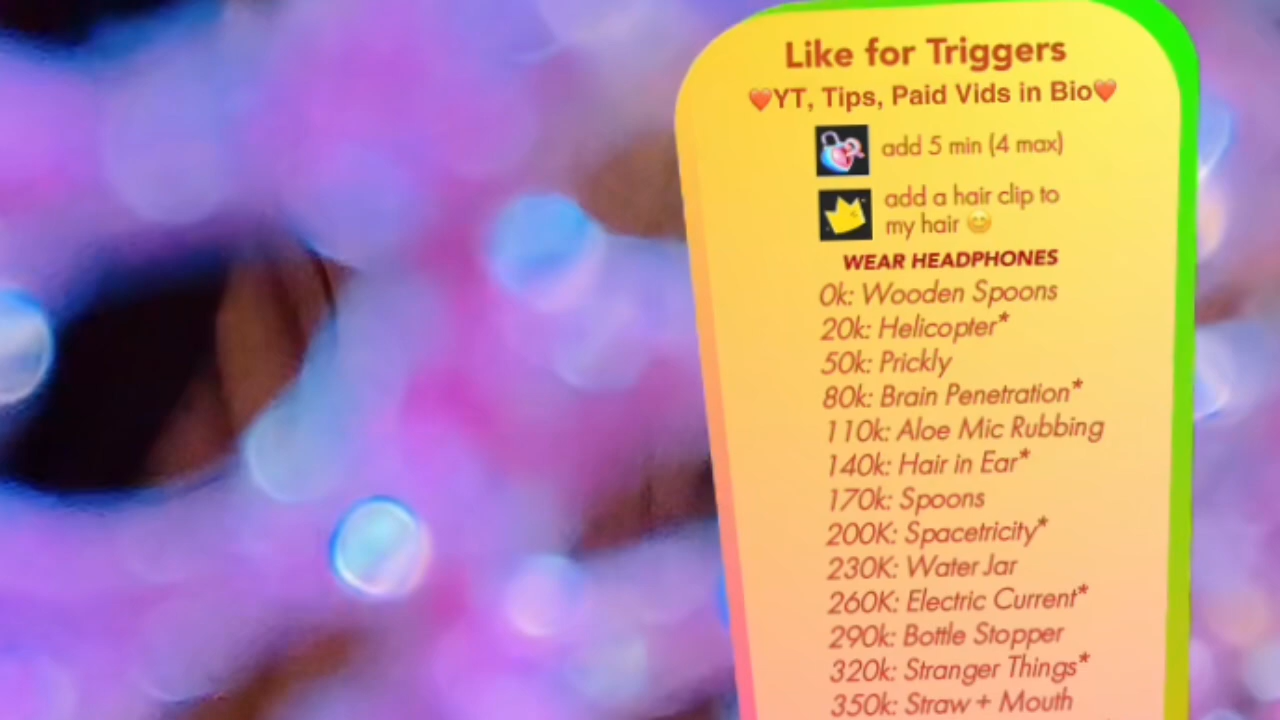 Like for Triggers
❤️YT, Tips, Paid Vids in Bio❤️
add 5 min (4 max)
add a hair clip to
my hair 😊
WEAR HEADPHONES
0k: Wooden Spoons
20k: Helicopter*
50k: Prickly
80k: Brain Penetration*
110k: Aloe Mic Rubbing
140k: Hair in Ear*
170k: Spoons
200K: Spacetricity*
230K: Water Jar
260K: Electric Current*
290k: Bottle Stopper
320k: Stranger Things*
350k: Straw + Mouth